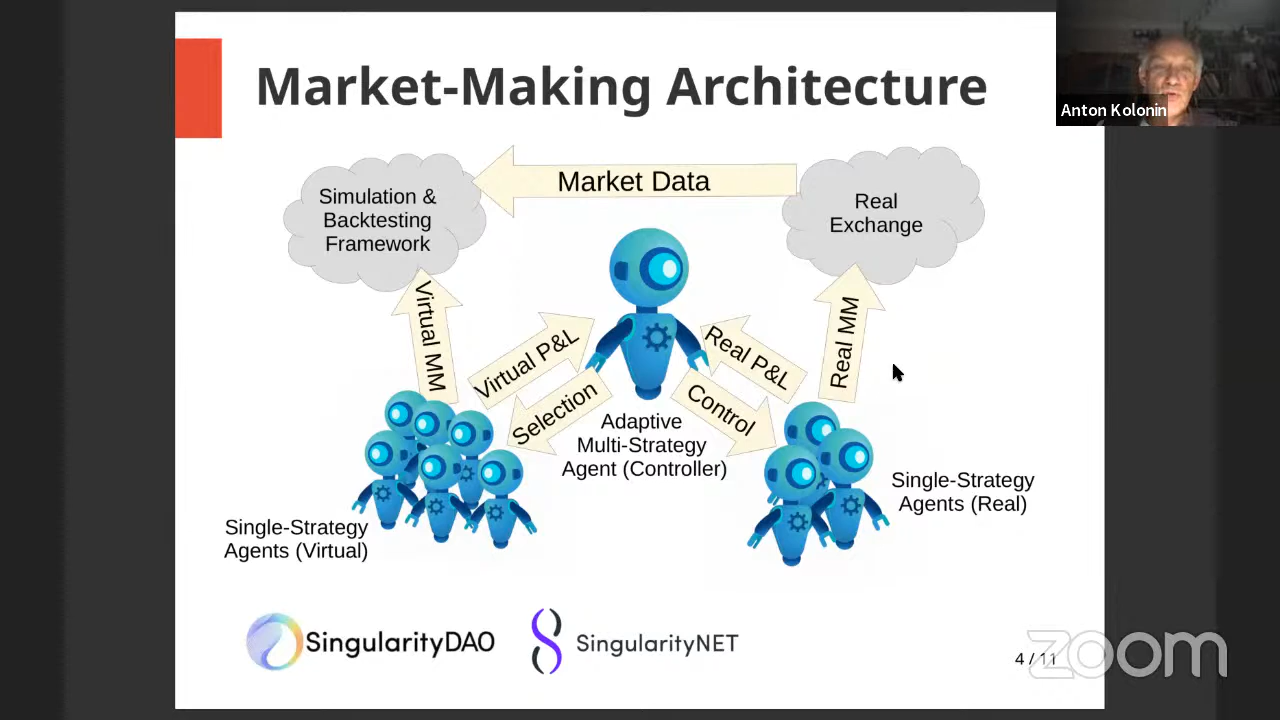 Market-Making Architecture
Anton Kolonin
Market Data
Simulation &
Backtesting
Framework
Real
Exchange
Virtual MM
Virtual P&L
Selection
Real P&L
Control
Real MM
Adaptive
Multi-Strategy
Agent (Controller)
Single-Strategy
Agents (Virtual)
Single-Strategy
Agents (Real)
SingularityDAO
SingularityNET
4 / 11
zoom